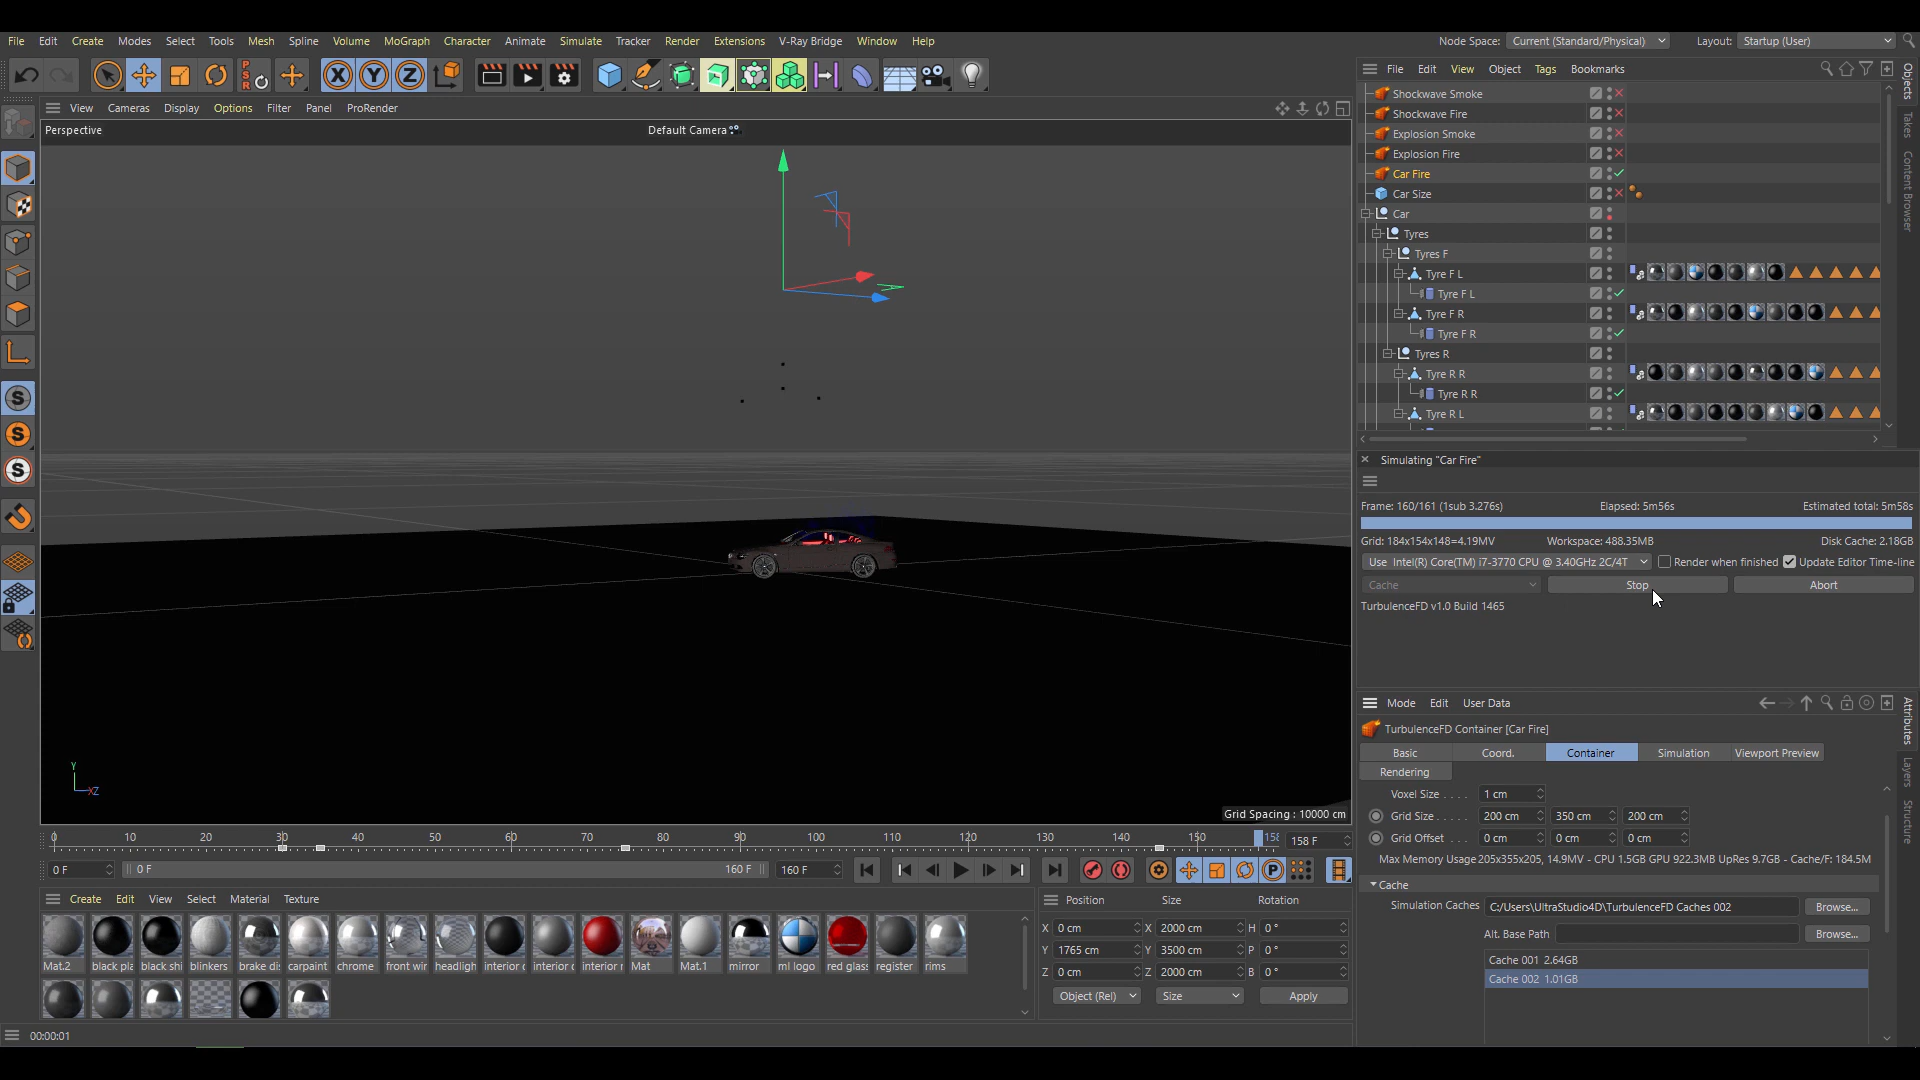 File Edit Create Modes Select Tools Mesh Spline Volume MoGraph Character Animate Simulate Tracker Render Extensions V-Ray Bridge Window Help Node Space: Current (Standard/Physical) Layout: Startup (User)
PSR X Y Z
File Edit View Object Tags Bookmarks
View Cameras Display Options Filter Panel ProRender
Perspective Default Camera
Shockwave Smoke
Shockwave Fire
Explosion Smoke
Explosion Fire
Car Fire
Car Size
Car
Tyres
Tyres F
Tyre F L
Tyre F L
Tyre F R
Tyre F R
Tyres R
Tyre R R
Tyre R R
Tyre R L
Objects
Takes
Content Browser
S
S
S
Simulating "Car Fire"
Frame: 160/161 (1sub 3.276s) Elapsed: 5m56s Estimated total: 5m58s
Grid: 184x154x148=4.19MV Workspace: 488.35MB Disk Cache: 2.18GB
Use Intel(R) Core(TM) i7-3770 CPU @ 3.40GHz 2C/4T Render when finished Update Editor Time-line
Cache Stop Abort
TurbulenceFD v1.0 Build 1465
Mode Edit User Data
TurbulenceFD Container [Car Fire]
Basic Coord. Container Simulation Viewport Preview
Rendering
Voxel Size . . . . 1 cm
Grid Size . . . . . 200 cm 350 cm 200 cm
Grid Offset . . . 0 cm 0 cm 0 cm
Max Memory Usage 205x355x205, 14.9MV - CPU 1.5GB GPU 922.3MB UpRes 9.7GB - Cache/F: 184.5M
Cache
Simulation Caches C:/Users\UltraStudio4D\TurbulenceFD Caches 002 Browse...
Alt. Base Path Browse...
Cache 001 2.64GB
Cache 002 1.01GB
Attributes
Layers
Structure
Y
XZ
Grid Spacing : 10000 cm
0 10 20 30 40 50 60 70 80 90 100 110 120 130 140 150 158 158 F
0 F 0 F 160 F 160 F P
Create Edit View Select Material Texture
Mat.2 black pla black shi blinkers brake di carpaint chrome front wir headligh interior c interior c interior r Mat Mat.1 mirror ml logo red glass register rims
Position Size Rotation
X 0 cm X 2000 cm H 0 °
Y 1765 cm Y 3500 cm P 0 °
Z 0 cm Z 2000 cm B 0 °
Object (Rel) Size Apply
00:00:01